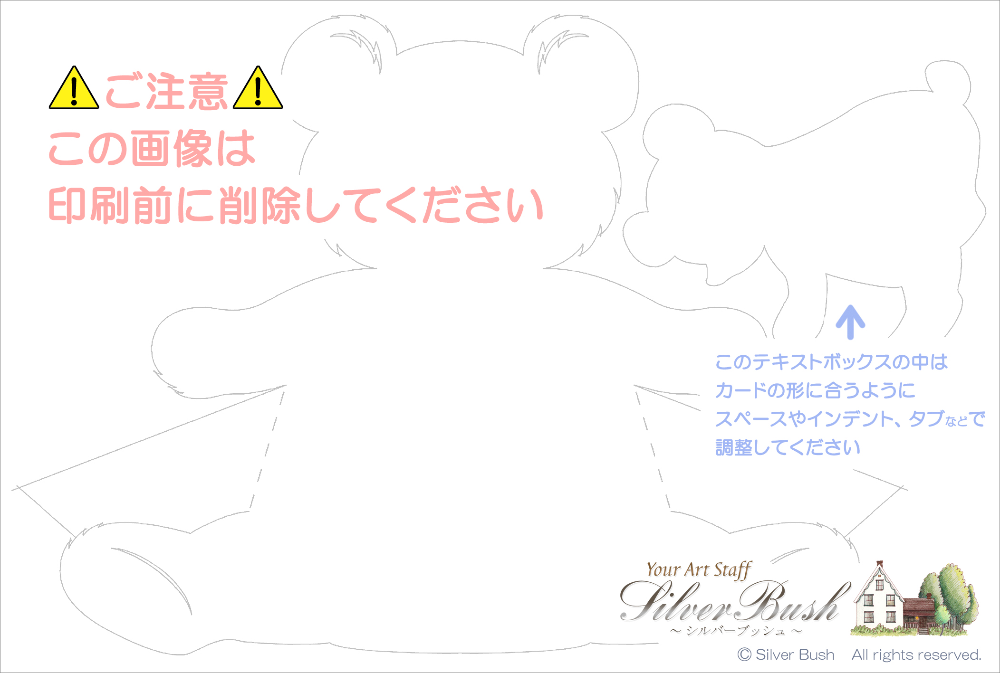 ご注意
この画像は
印刷前に削除してください
このテキストボックスの中は
カードの形に合うように
スペースやインデント、タブなどで
調整してください
Your Art Staff
Silver Bush
～ シルバーブッシュ ～
© Silver Bush　All rights reserved.